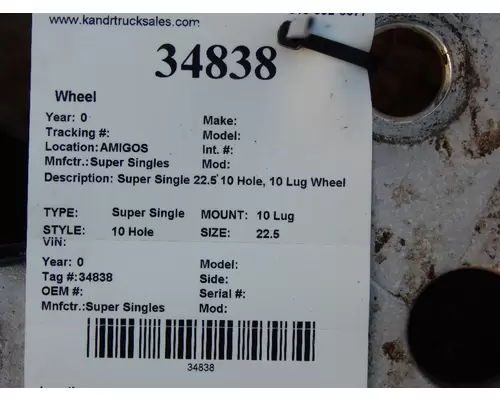 www.kandrtrucksales.com
34838
Wheel
Year: 0 Make:
Tracking #: Model:
Location: AMIGOS Int. #:
Mnfctr.:Super Singles Mod:
Description: Super Single 22.5' 10 Hole, 10 Lug Wheel
TYPE: Super Single MOUNT: 10 Lug
STYLE: 10 Hole SIZE: 22.5
VIN:
Year: 0 Model:
Tag #:34838 Side:
OEM #: Serial #:
Mnfctr.:Super Singles Mod:
34838